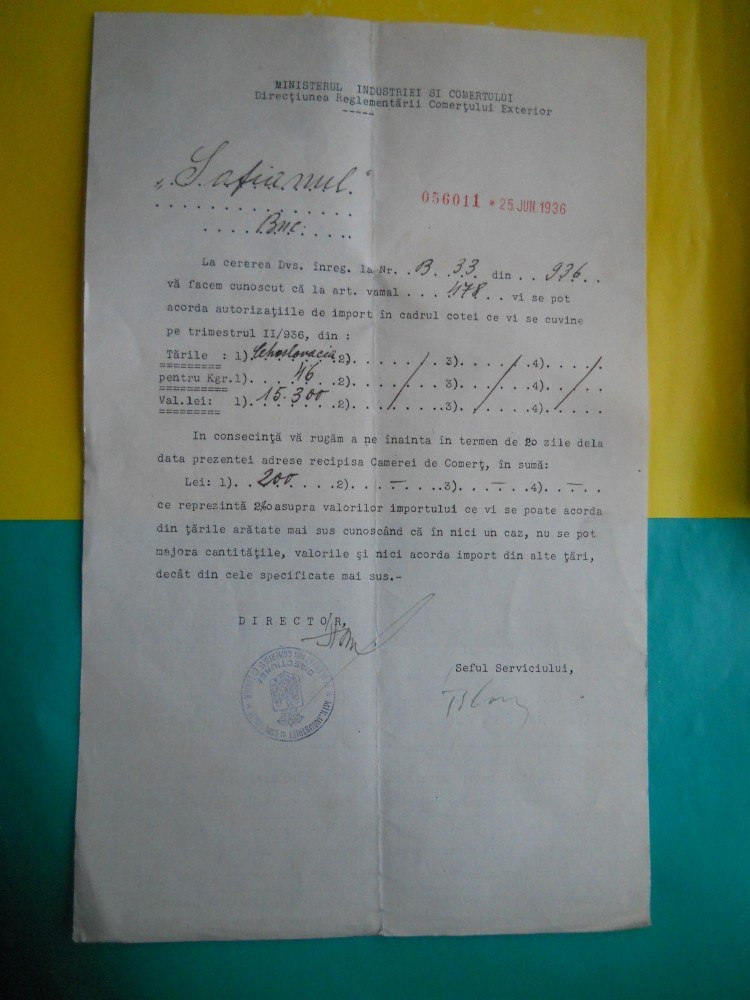 MINISTERUL INDUSTRIEI SI COMERTULUI
Direcţiunea Reglementării Comerţului Exterior
-----
„Safianul."
Buc.
056011 * 25.JUN.1936
La cererea Dvs. înreg. la Nr. . B . 33. din . . 936. .
vă facem cunoscut că la art. vamal . . . 478 . . vi se pot
acorda autorizaţiile de import în cadrul cotei ce vi se cuvine
pe trimestrul II/936, din :
Tările : 1) Cehoslovacia 2). . . . . / . 3). . . . ./ . 4). . . . /
pentru Kgr.1). . . . 46 . . 2). . . . . . . 3). . . . . . 4). . . .
Val.lei: 1). 15.300 . 2). . . . . . . 3). . . . . . 4). . . .
In consecinţă vă rugăm a ne înainta în termen de 20 zile dela
data prezentei adrese recipisa Camerei de Comerţ, în sumă:
Lei: 1). . 200. . . . 2). . . — . . . .3). . . — . . 4). . — . .
ce reprezintă 2%oasupra valorilor importului ce vi se poate acorda
din ţările arătate mai sus cunoscând că în nici un caz, nu se pot
majora cantităţile, valorile şi nici acorda import din alte ţări,
decât din cele specificate mai sus.-
D I R E C T O R,
Seful Serviciului,
DIRECŢIUNEA